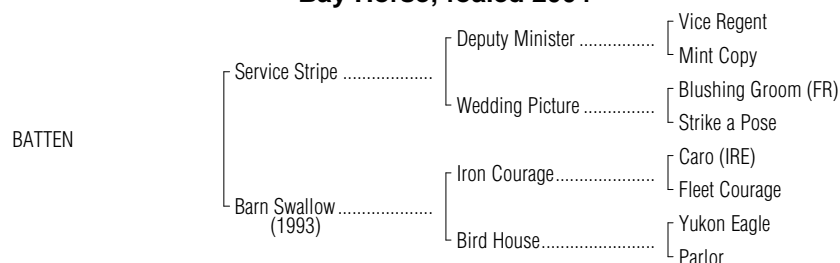 Bay Horse, foaled
Vice Regent
Deputy Minister ..................
Mint Copy
Service Stripe .....................
Blushing Groom (FR)
Wedding Picture .................
Strike a Pose
BATTEN
Caro (IRE)
Iron Courage.......................
Fleet Courage
Barn Swallow ......................
(1993)
Yukon Eagle
Bird House..........................
Parlor